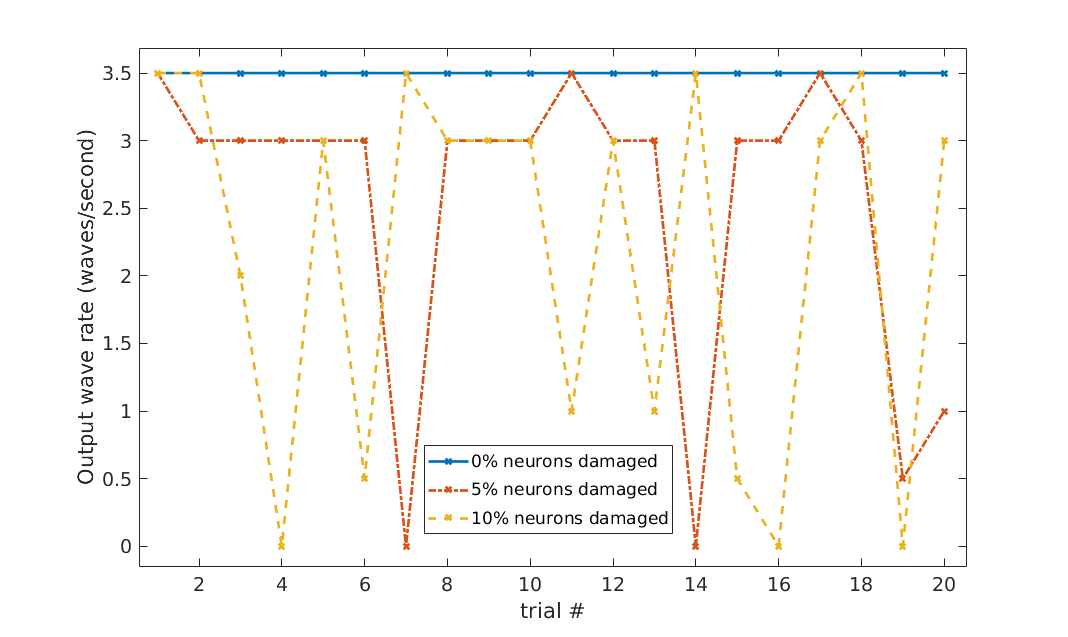 3.5
3
2.5
2
1.5
1
0.5
0
Output wave rate (waves/second)
0% neurons damaged
5% neurons damaged
10% neurons damaged
2 4 6 8 10 12 14 16 18 20
trial #